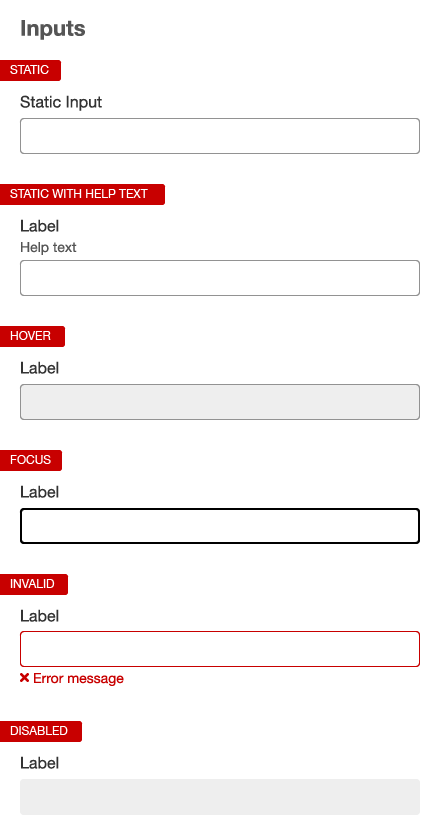 Inputs
STATIC
Static Input
STATIC WITH HELP TEXT
Label
Help text
HOVER
Label
FOCUS
Label
INVALID
Label
Error message
DISABLED
Label